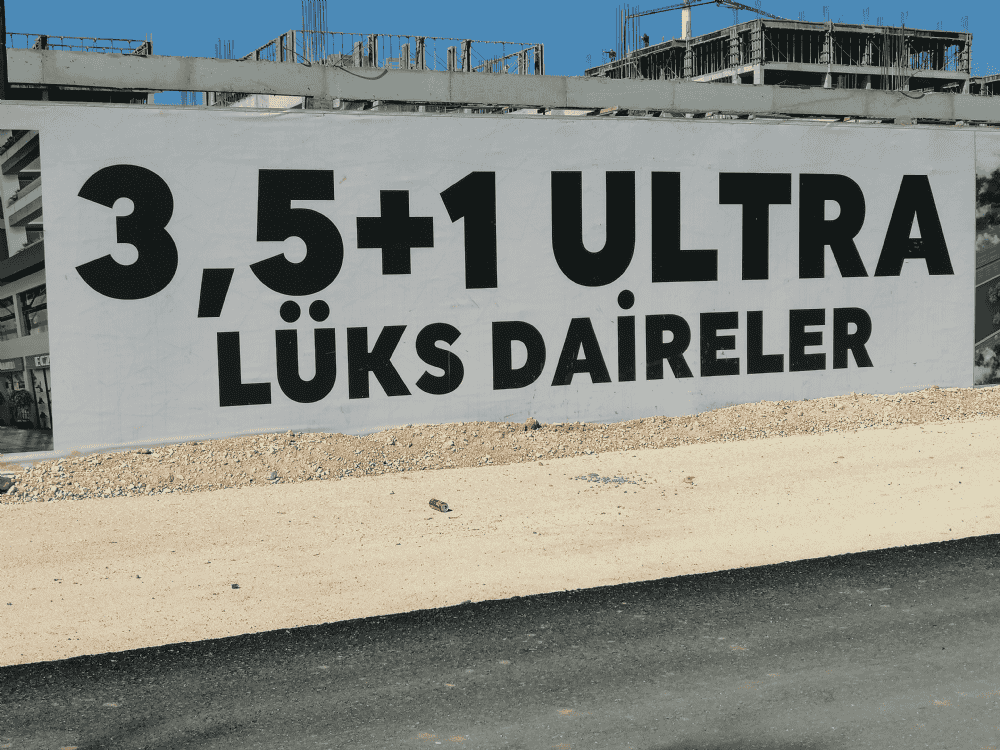 3,5+1 ULTRA
LÜKS DAİRELER